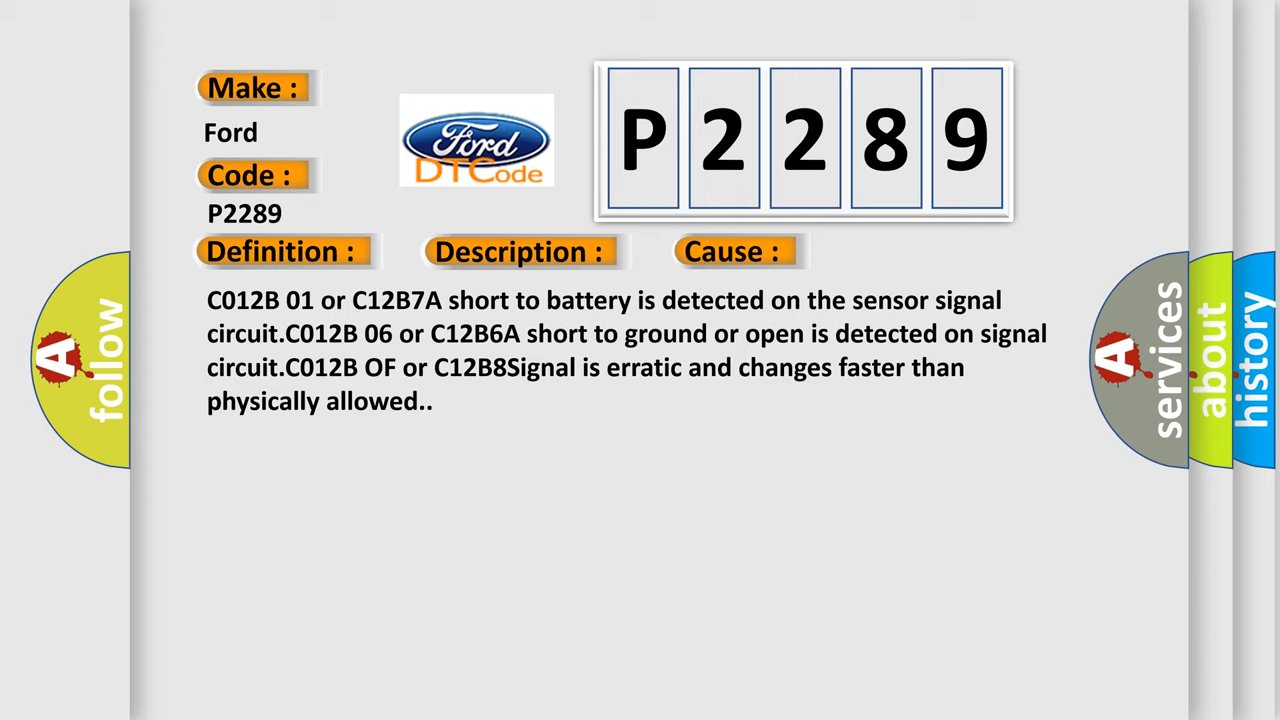 Make :
Ford
Code :
P2289
Ford
DTCode
P 2 2 8 9
Definition :
Description :
Cause :
C012B 01 or C12B7A short to battery is detected on the sensor signal
circuit.C012B 06 or C12B6A short to ground or open is detected on signal
circuit.C012B OF or C12B8Signal is erratic and changes faster than
physically allowed..
A
follow
A
services
about
history